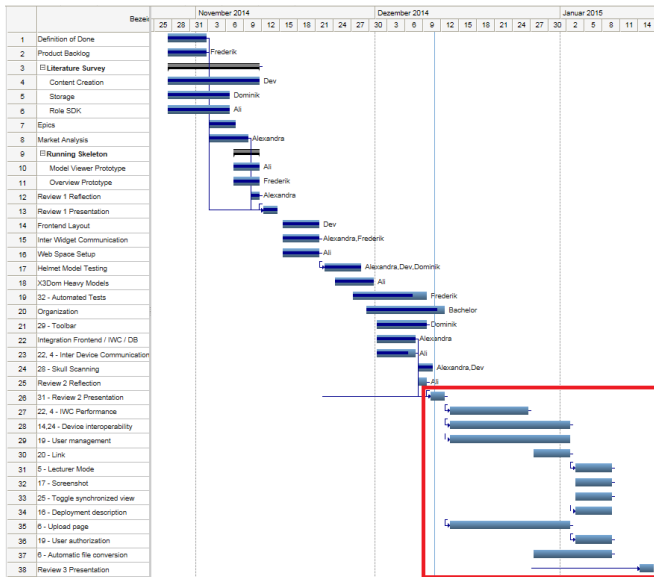 November 2014 Dezember 2014 Januar 2015
Bezei 25 28 31 3 6 9 12 15 18 21 24 27 30 3 6 9 12 15 18 21 24 27 30 2 5 8 11 14
1 Definition of Done
2 Product Backlog Frederik
3 Literature Survey
4 Content Creation Dev
5 Storage Dominik
6 Role SDK Ali
7 Epics
8 Market Analysis Alexandra
9 Running Skeleton
10 Model Viewer Prototype Ali
11 Overview Prototype Frederik
12 Review 1 Reflection Alexandra
13 Review 1 Presentation
14 Frontend Layout Dev
15 Inter Widget Communication Alexandra,Frederik
16 Web Space Setup Ali
17 Helmet Model Testing Alexandra,Dev,Dominik
18 X3Dom Heavy Models Ali
19 32 - Automated Tests Frederik
20 Organization Bachelor
21 29 - Toolbar Dominik
22 Integration Frontend / IWC / DB Alexandra
23 22, 4 - Inter Device Communication Ali
24 28 - Skull Scanning Alexandra,Dev
25 Review 2 Reflection Ali
26 31 - Review 2 Presentation
27 22, 4 - IWC Performance
28 14,24 - Device interoperability
29 19 - User management
30 20 - Link
31 5 - Lecturer Mode
32 17 - Screenshot
33 25 - Toggle synchronized view
34 16 - Deployment description
35 6 - Upload page
36 19 - User authorization
37 6 - Automatic file conversion
38 Review 3 Presentation